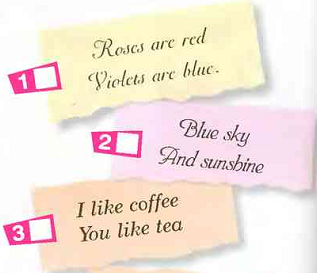 1
Roses are red
Violets are blue.
2
Blue sky
And sunshine
3
I like coffee
You like tea